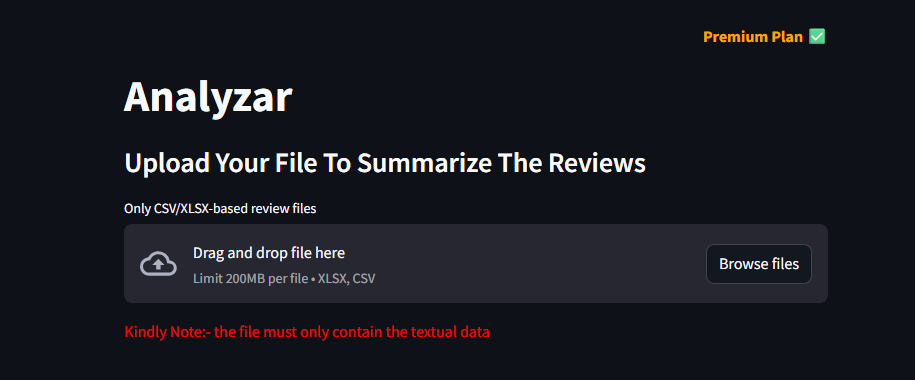 Premium Plan ✅
Analyzar
Upload Your File To Summarize The Reviews
Only CSV/XLSX-based review files
Drag and drop file here
Limit 200MB per file • XLSX, CSV
Browse files
Kindly Note:- the file must only contain the textual data